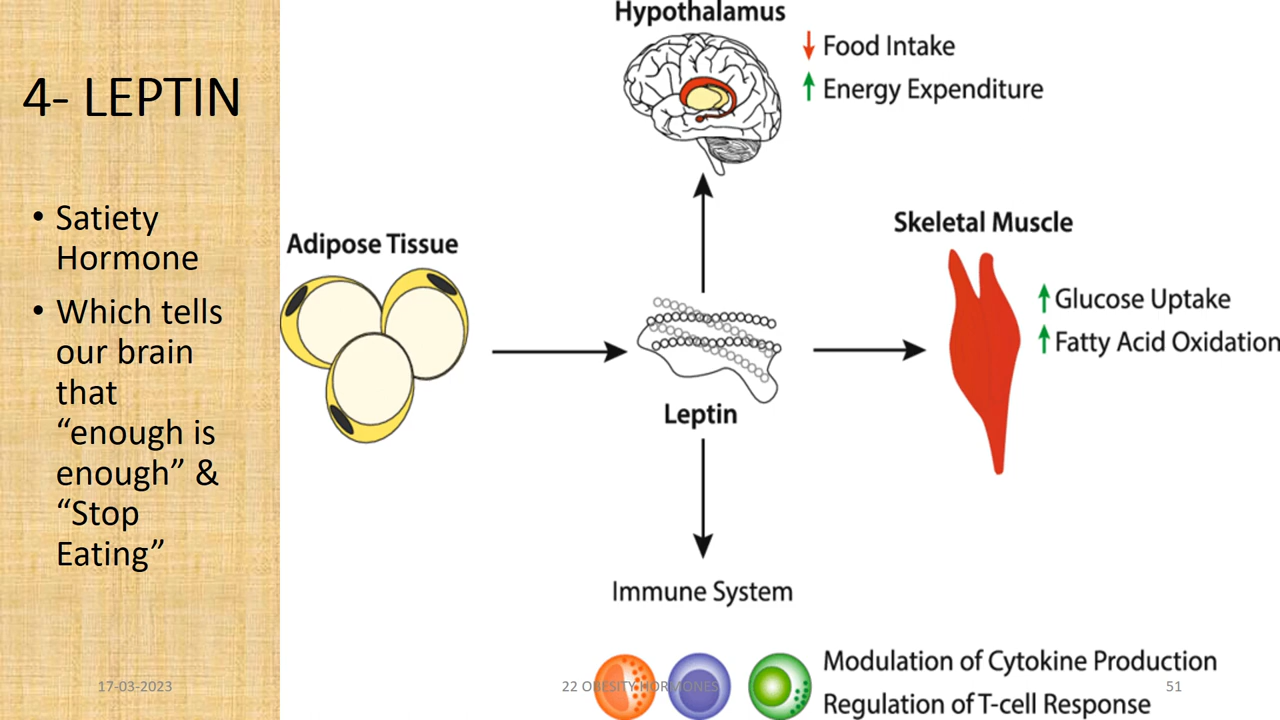 4- LEPTIN
• Satiety
Hormone
• Which tells
our brain
that
“enough is
enough” &
“Stop
Eating”
Hypothalamus
↓ Food Intake
↑ Energy Expenditure
Adipose Tissue
Skeletal Muscle
↑ Glucose Uptake
↑ Fatty Acid Oxidation
Leptin
Immune System
Modulation of Cytokine Production
Regulation of T-cell Response
17-03-2023
22 OBESITY HORMONES
51